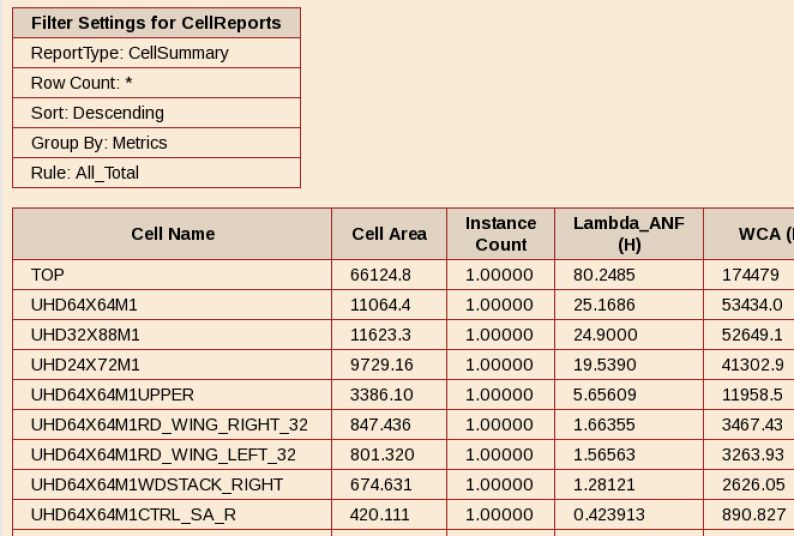 Filter Settings for CellReports
ReportType: CellSummary
Row Count: *
Sort: Descending
Group By: Metrics
Rule: All_Total
Cell Name Cell Area Instance Count Lambda_ANF (H) WCA (
TOP 66124.8 1.00000 80.2485 174479
UHD64X64M1 11064.4 1.00000 25.1686 53434.0
UHD32X88M1 11623.3 1.00000 24.9000 52649.1
UHD24X72M1 9729.16 1.00000 19.5390 41302.9
UHD64X64M1UPPER 3386.10 1.00000 5.65609 11958.5
UHD64X64M1RD_WING_RIGHT_32 847.436 1.00000 1.66355 3467.43
UHD64X64M1RD_WING_LEFT_32 801.320 1.00000 1.56563 3263.93
UHD64X64M1WDSTACK_RIGHT 674.631 1.00000 1.28121 2626.05
UHD64X64M1CTRL_SA_R 420.111 1.00000 0.423913 890.827